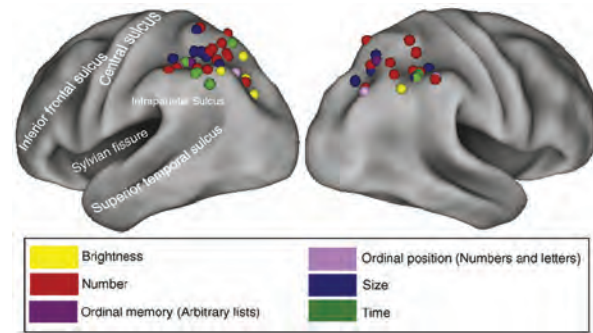 Inferior frontal sulcus
Central sulcus
Intraparietal Sulcus
Sylvian fissure
Superior temporal sulcus
Brightness
Number
Ordinal memory (Arbitrary lists)
Ordinal position (Numbers and letters)
Size
Time